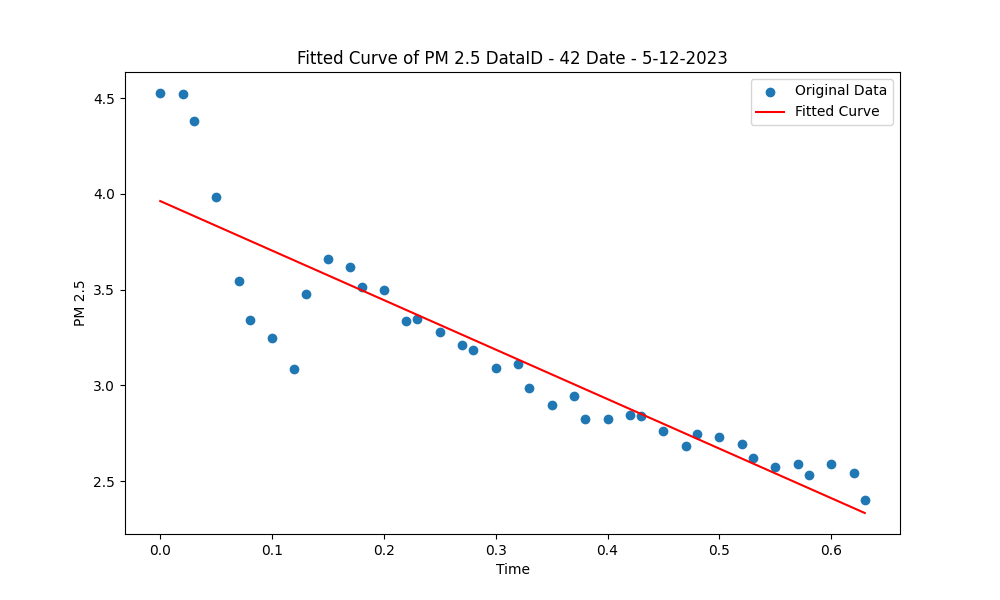 Fitted Curve of PM 2.5 DataID - 42 Date - 5-12-2023
Original Data
Fitted Curve
4.5
4.0
3.5
3.0
2.5
PM 2.5
0.0 0.1 0.2 0.3 0.4 0.5 0.6
Time